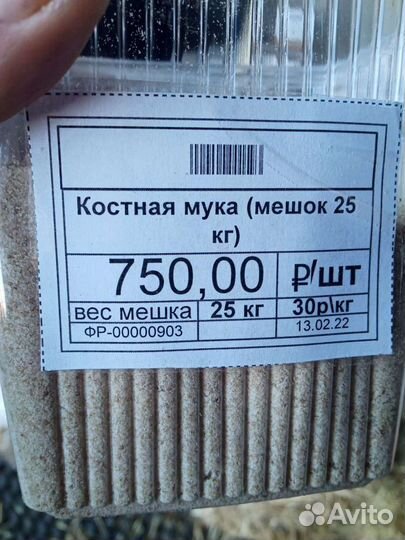 Костная мука (мешок 25
кг)
750,00 ₽/шт
вес мешка 25 кг 30р\кг
ФР-00000903 13.02.22
Avito